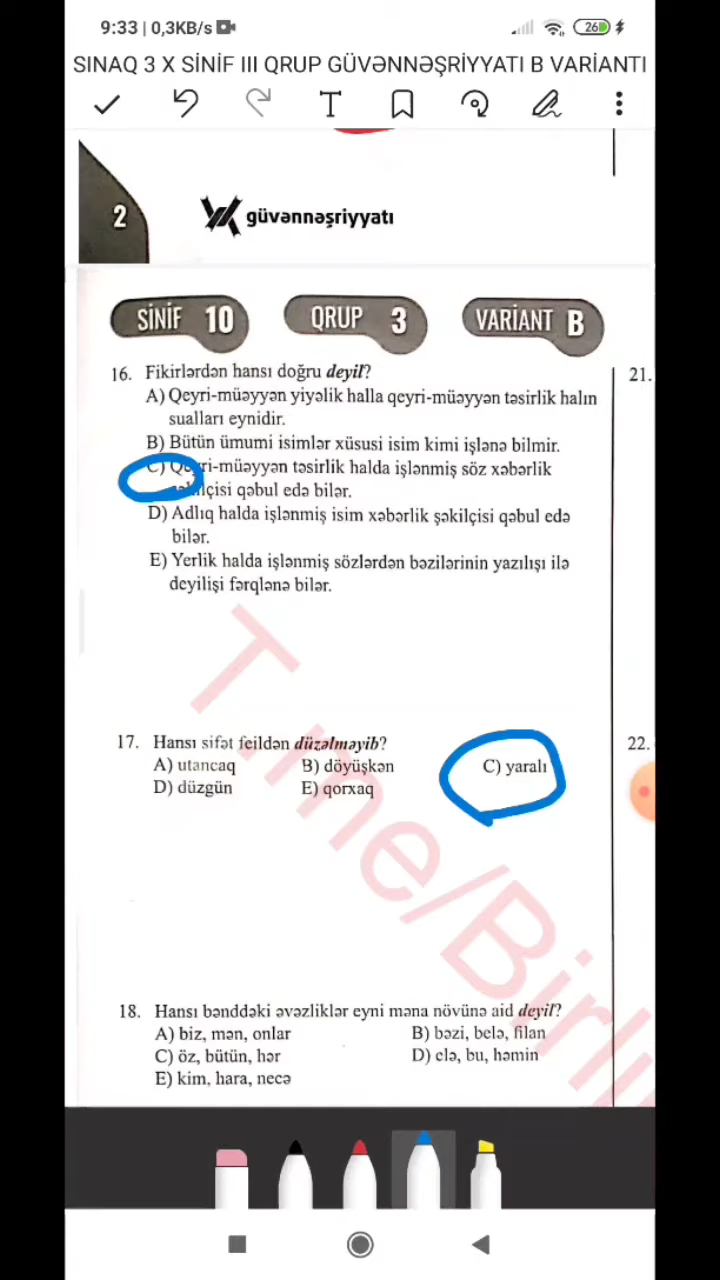 9:33 | 0,3KB/s
26
SINAQ 3 X SİNİF III QRUP GÜVƏNNƏŞRİYYATI B VARİANTI
T
2
güvənnəşriyyatı
SİNİF 10
QRUP 3
VARİANT B
16. Fikirlərdən hansı doğru deyil?
A) Qeyri-müəyyən yiyəlik halla qeyri-müəyyən təsirlik halın
sualları eynidir.
B) Bütün ümumi isimlər xüsusi isim kimi işlənə bilmir.
C) Qeyri-müəyyən təsirlik halda işlənmiş söz xəbərlik
qəbul edə bilər.
D) Adlıq halda işlənmiş isim xəbərlik şəkilçisi qəbul edə
bilər.
E) Yerlik halda işlənmiş sözlərdən bəzilərinin yazılışı ilə
deyilişi fərqlənə bilər.
17. Hansı sifət feildən düzəlməyib?
A) utancaq B) döyüşkən C) yaralı
D) düzgün E) qorxaq
18. Hansı bənddəki əvəzliklər eyni məna növünə aid deyil?
A) biz, mən, onlar B) bəzi, belə, filan
C) öz, bütün, hər D) elə, bu, həmin
E) kim, hara, necə
21.
22.
T.me/Birli